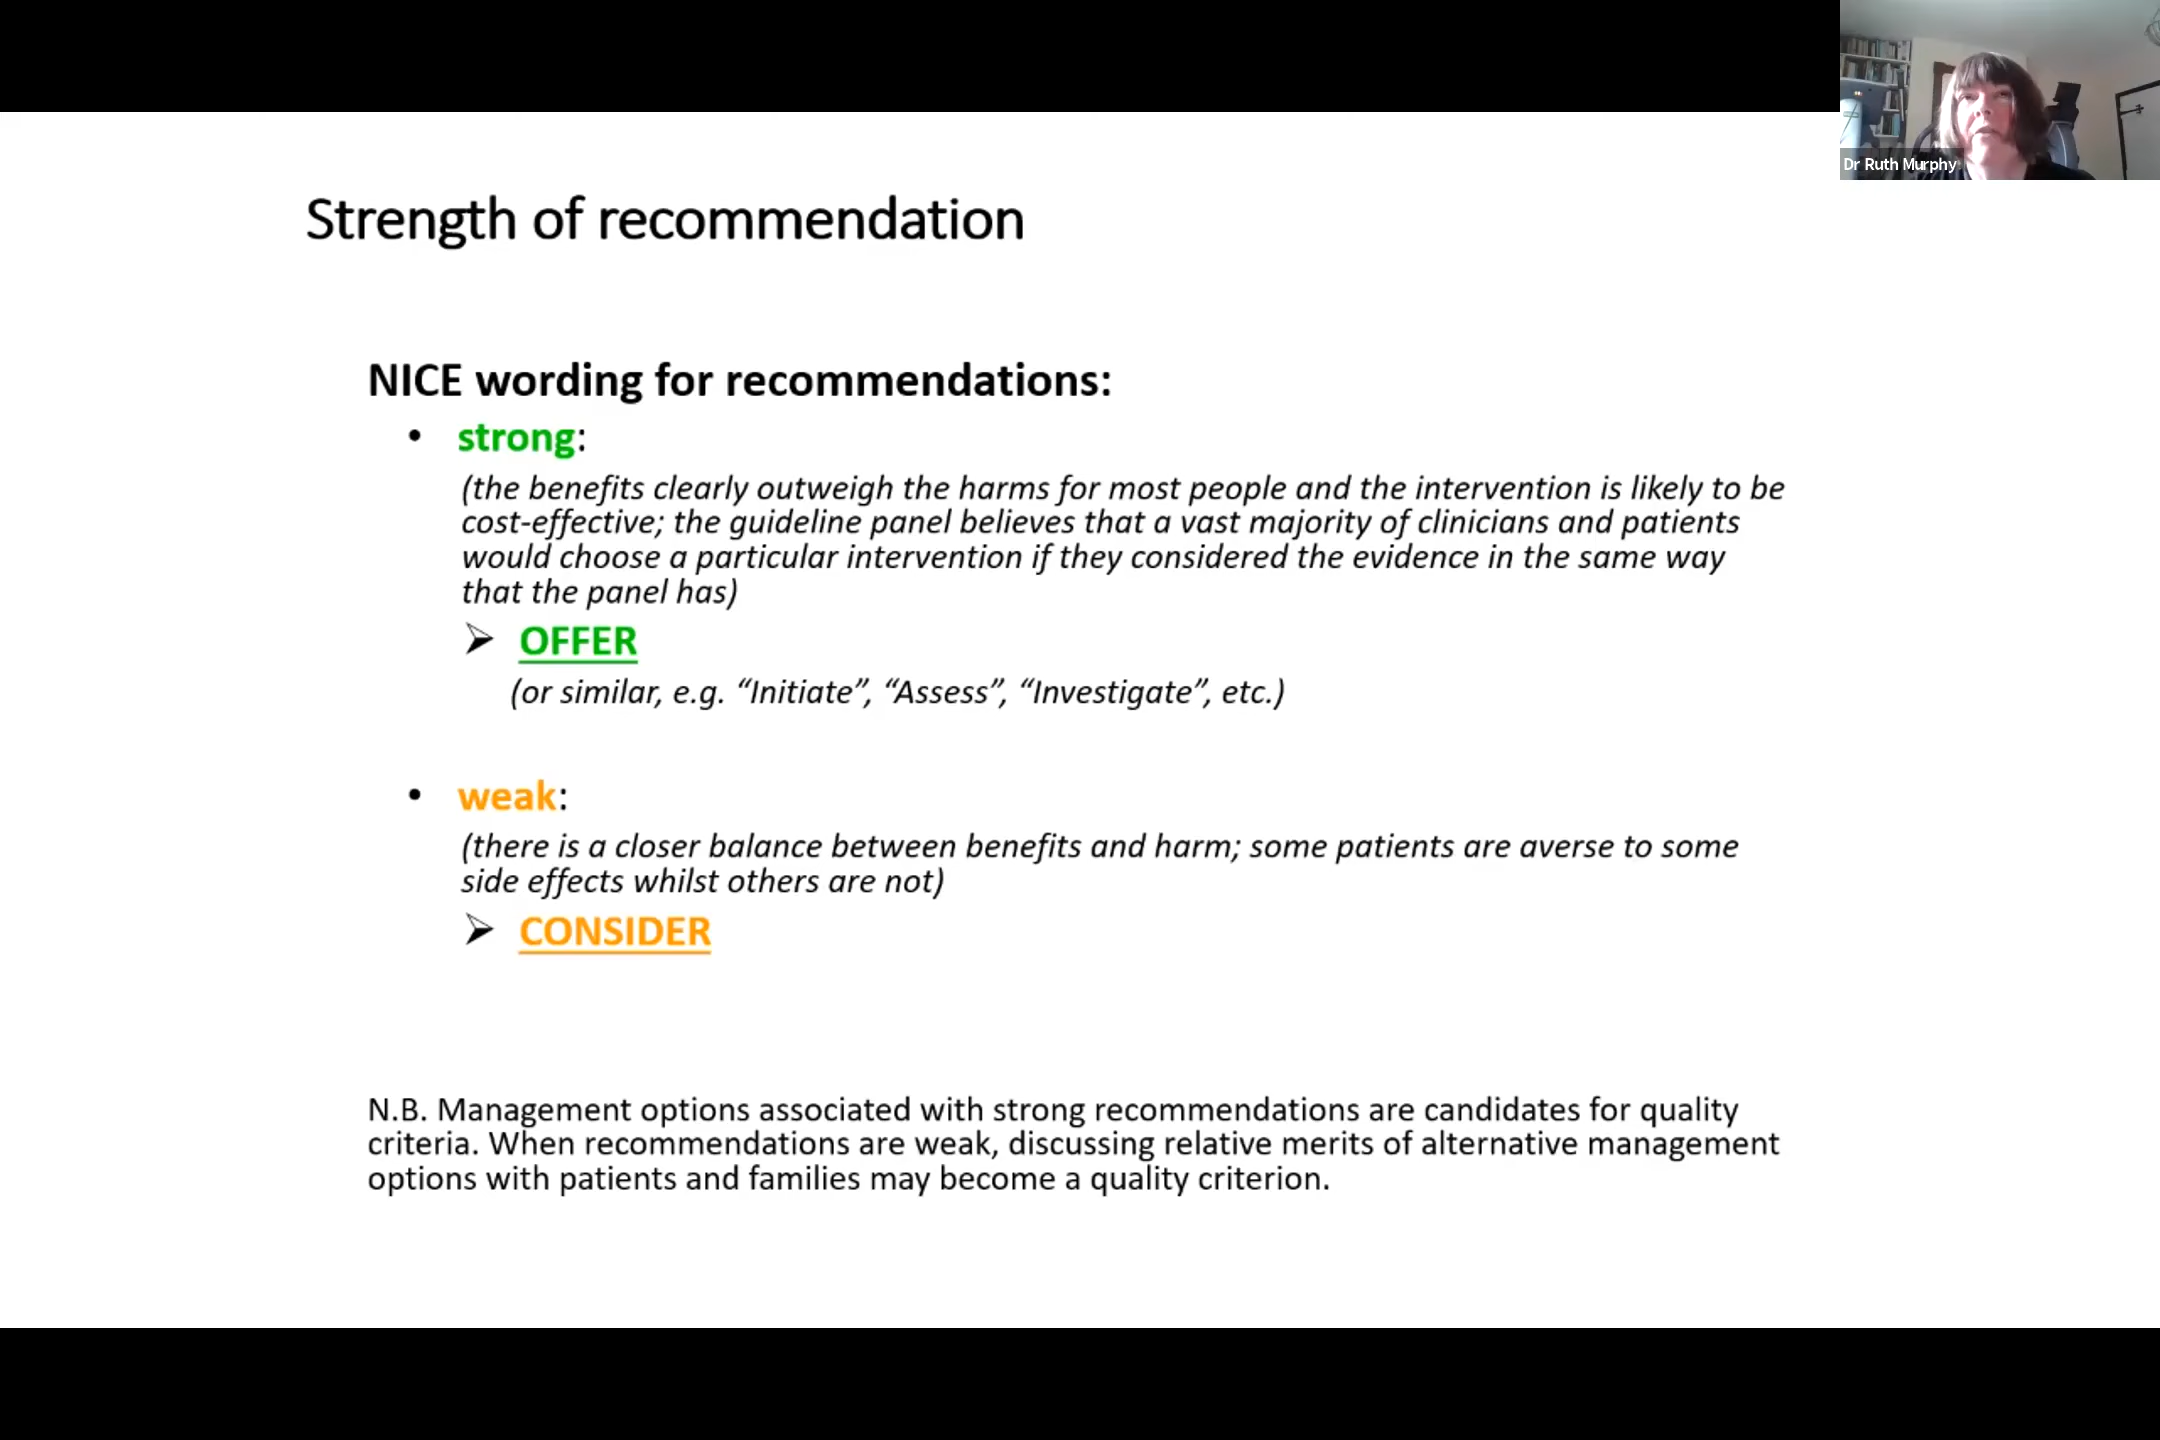 Dr Ruth Murphy
Strength of recommendation
NICE wording for recommendations:
• strong:
(the benefits clearly outweigh the harms for most people and the intervention is likely to be
cost-effective; the guideline panel believes that a vast majority of clinicians and patients
would choose a particular intervention if they considered the evidence in the same way
that the panel has)
➢ OFFER
(or similar, e.g. “Initiate”, “Assess”, “Investigate”, etc.)
• weak:
(there is a closer balance between benefits and harm; some patients are averse to some
side effects whilst others are not)
➢ CONSIDER
N.B. Management options associated with strong recommendations are candidates for quality
criteria. When recommendations are weak, discussing relative merits of alternative management
options with patients and families may become a quality criterion.